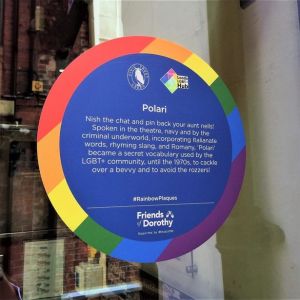 Polari
Nish the chat and pin back your aunt nells!
Spoken in the theatre, navy and by the
criminal underworld, incorporating Italianate
words, rhyming slang, and Romany, 'Polari'
became a secret vocabulary used by the
LGBT+ community, until the 1970s, to cackle
over a bevvy and to avoid the rozzers!
#RainbowPlaques
Friends
of Dorothy